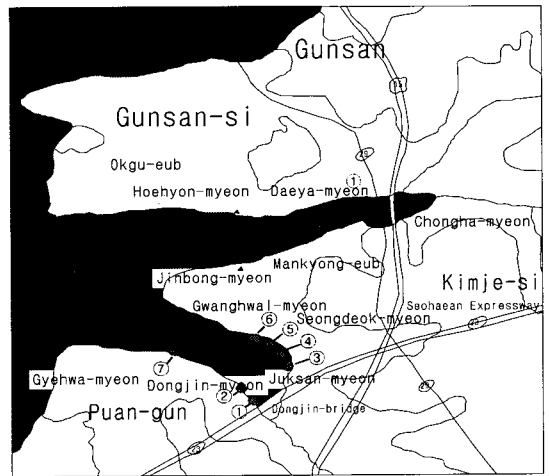 Gunsan
Gunsan-si
Okgu-eub
Hoehyon-myeon Daeya-myeon ①
Chongha-myeon
Mankyong-eub
Jinbong-myeon
Kimje-si
Gwanghwal-myeon
Seohaean Expressway
Seongdeok-myeon
⑥
⑤
④
③
⑦
Gyehwa-myeon
Dongjin-myeon
Juksan-myeon
②
①
Puan-gun
Dongjin-bridge